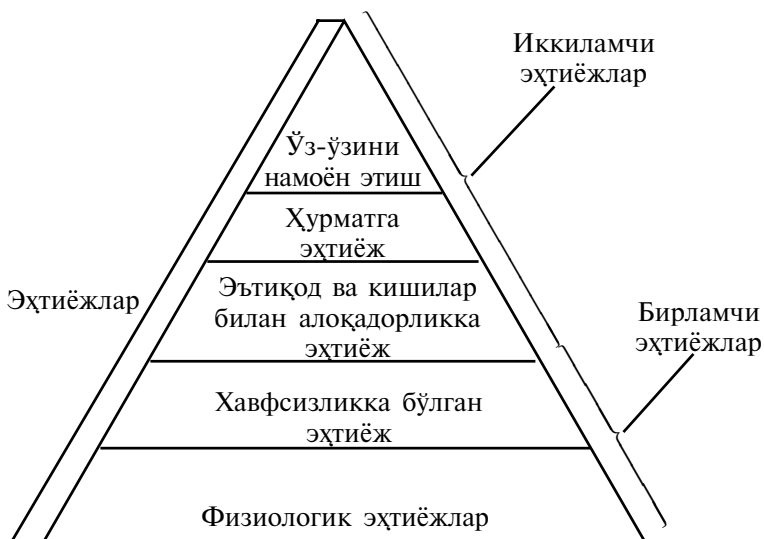 Иккиламчи
эҳтиёжлар
Ўз-ўзини
намоён этиш
Ҳурматга
эҳтиёж
Эҳтиёжлар
Эътиқод ва кишилар
билан алоқадорликка
эҳтиёж
Бирламчи
эҳтиёжлар
Хавфсизликка бўлган
эҳтиёж
Физиологик эҳтиёжлар